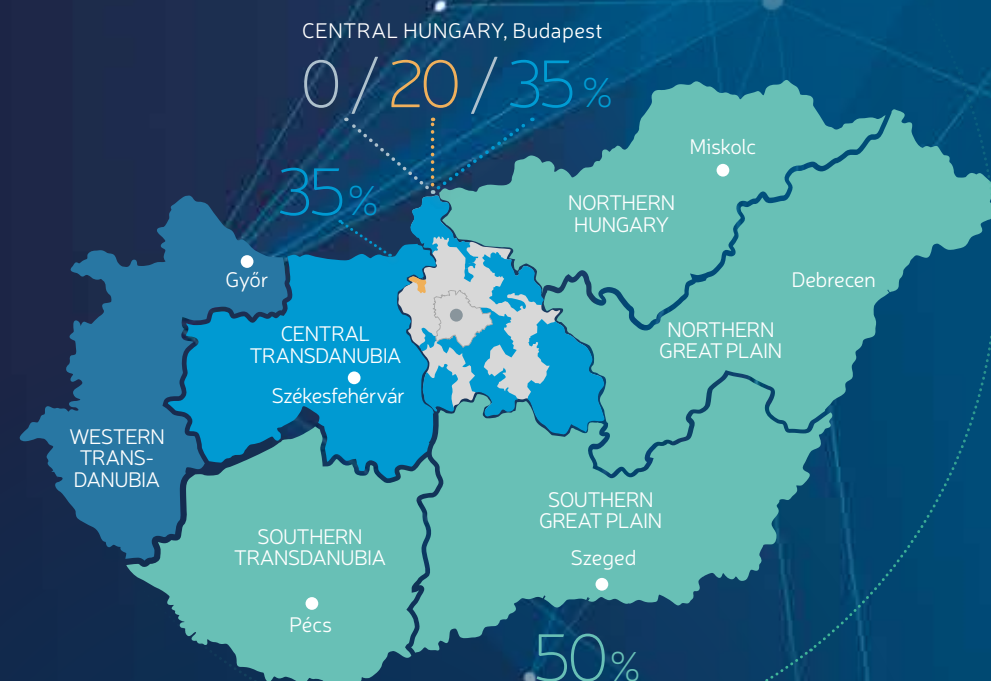 CENTRAL HUNGARY, Budapest
0 / 20 / 35 %
35%
Miskolc
NORTHERN
HUNGARY
Győr
Debrecen
CENTRAL
TRANSDANUBIA
Székesfehérvár
NORTHERN
GREAT PLAIN
WESTERN
TRANS-
DANUBIA
SOUTHERN
GREAT PLAIN
SOUTHERN
TRANSDANUBIA
Szeged
Pécs
50%